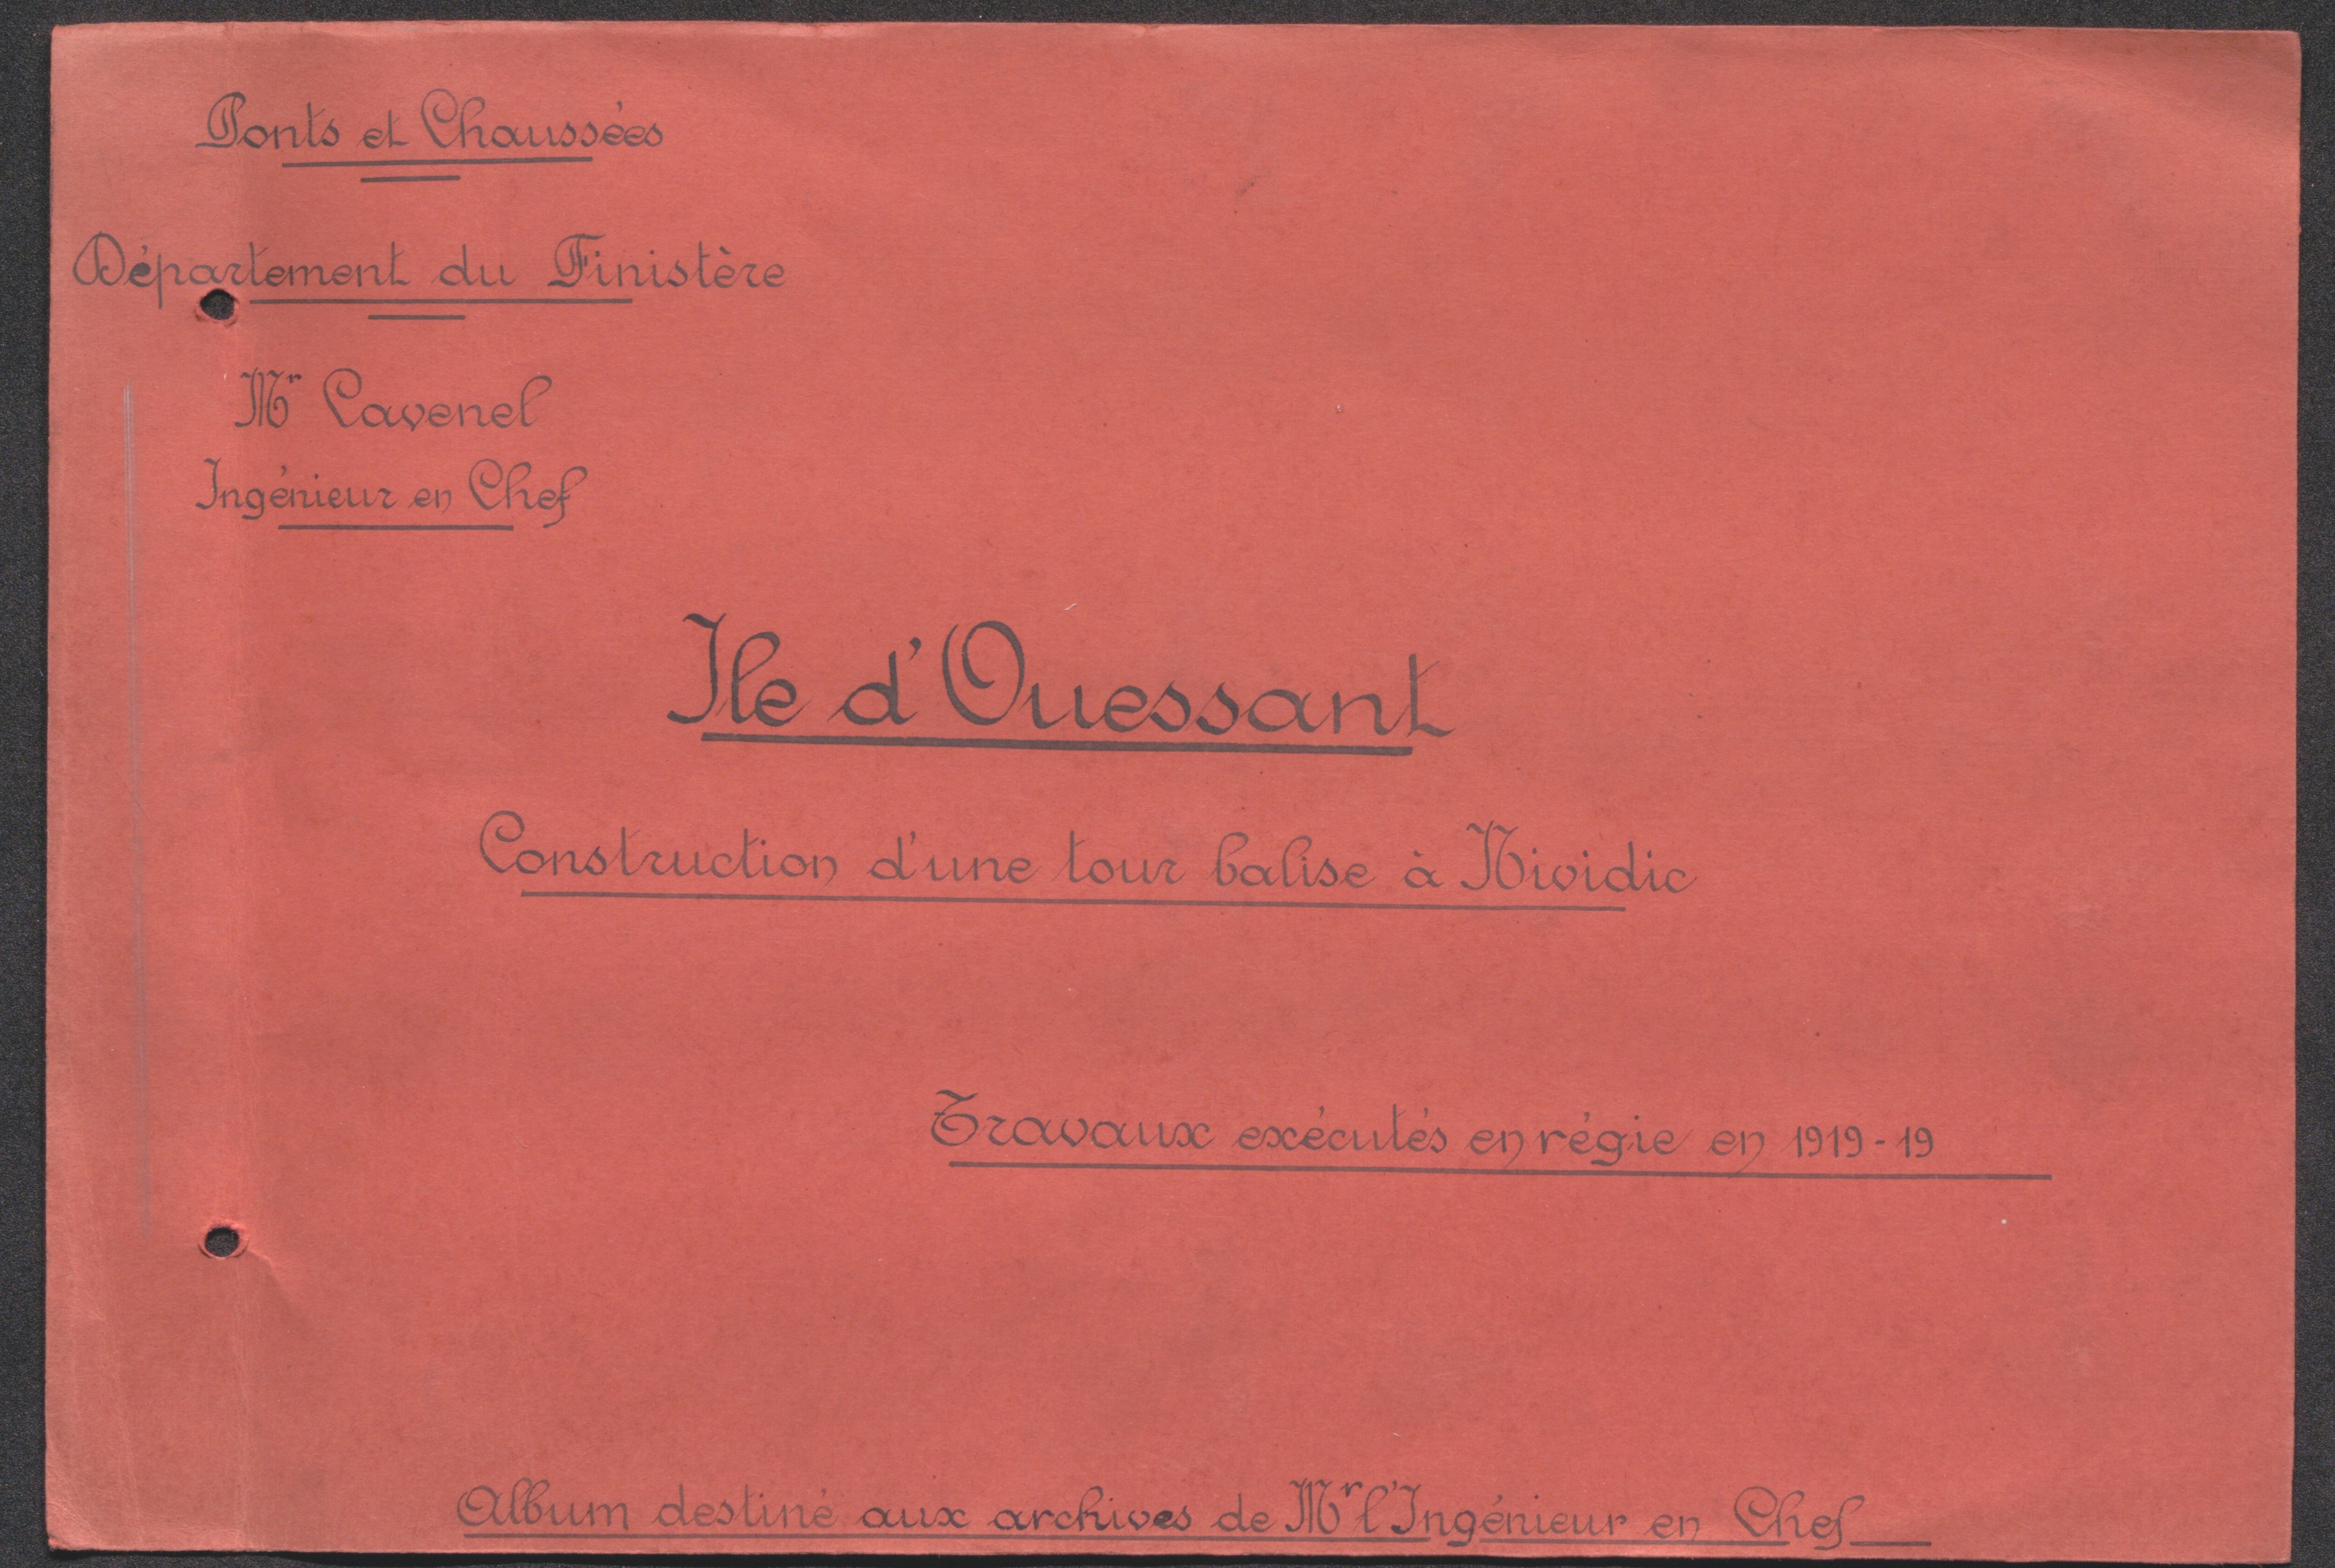 Ponts et Chaussées
Département du Finistère
Mr Cavenel
Ingénieur en Chef
Ile d'Ouessant
Construction d'une tour balise à Nividic
Travaux exécutés en régie en 1919-19
Album destiné aux archives de Mr l'Ingénieur en Chef